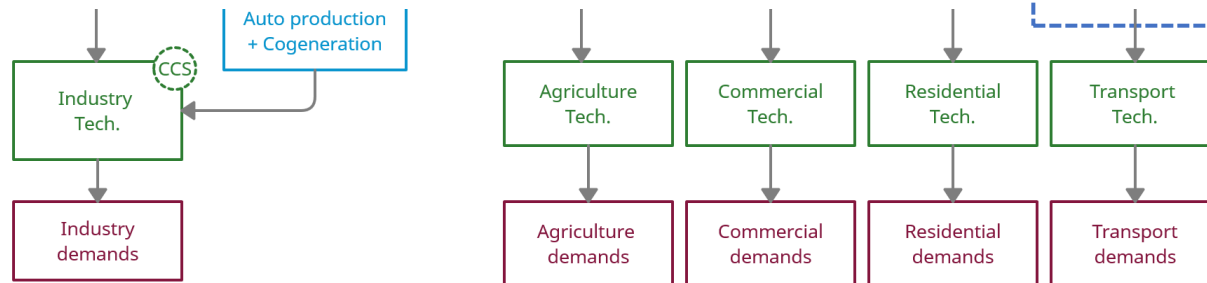 Auto production
+ Cogeneration
CCS
Industry
Tech.
Agriculture
Tech.
Commercial
Tech.
Residential
Tech.
Transport
Tech.
Industry
demands
Agriculture
demands
Commercial
demands
Residential
demands
Transport
demands